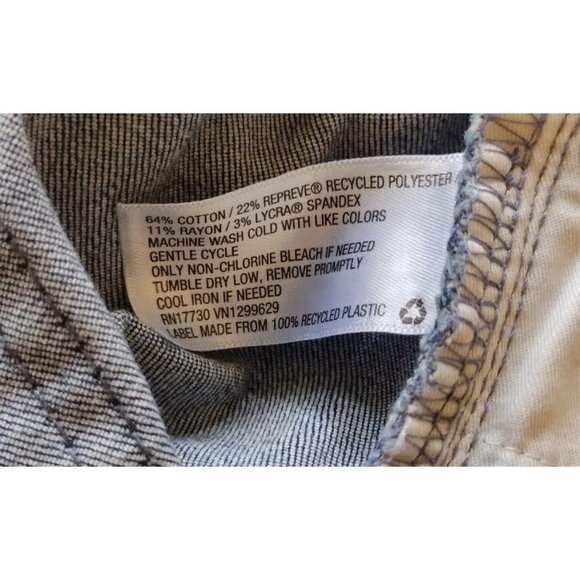 64% COTTON / 22% REPREVE® RECYCLED POLYESTER
11% RAYON / 3% LYCRA® SPANDEX
MACHINE WASH COLD WITH LIKE COLORS
GENTLE CYCLE
ONLY NON-CHLORINE BLEACH IF NEEDED
TUMBLE DRY LOW, REMOVE PROMPTLY
COOL IRON IF NEEDED
RN17730 VN1299629
LABEL MADE FROM 100% RECYCLED PLASTIC